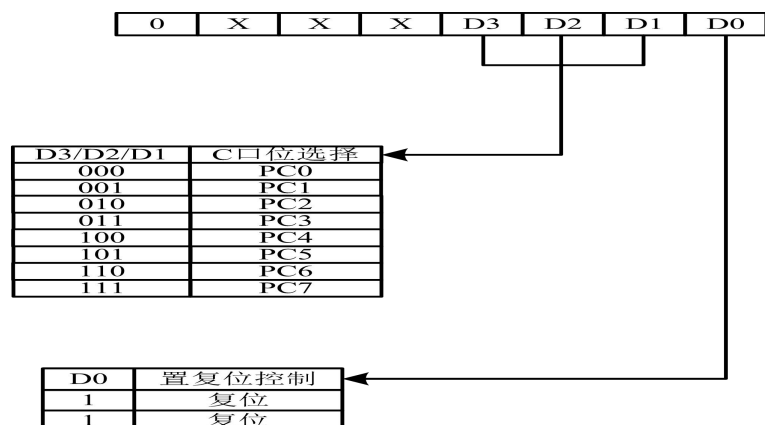 0 X X X D3 D2 D1 D0
D3/D2/D1 C口位选择
000 PC0
001 PC1
010 PC2
011 PC3
100 PC4
101 PC5
110 PC6
111 PC7
D0 置复位控制
1 复位
1 复位